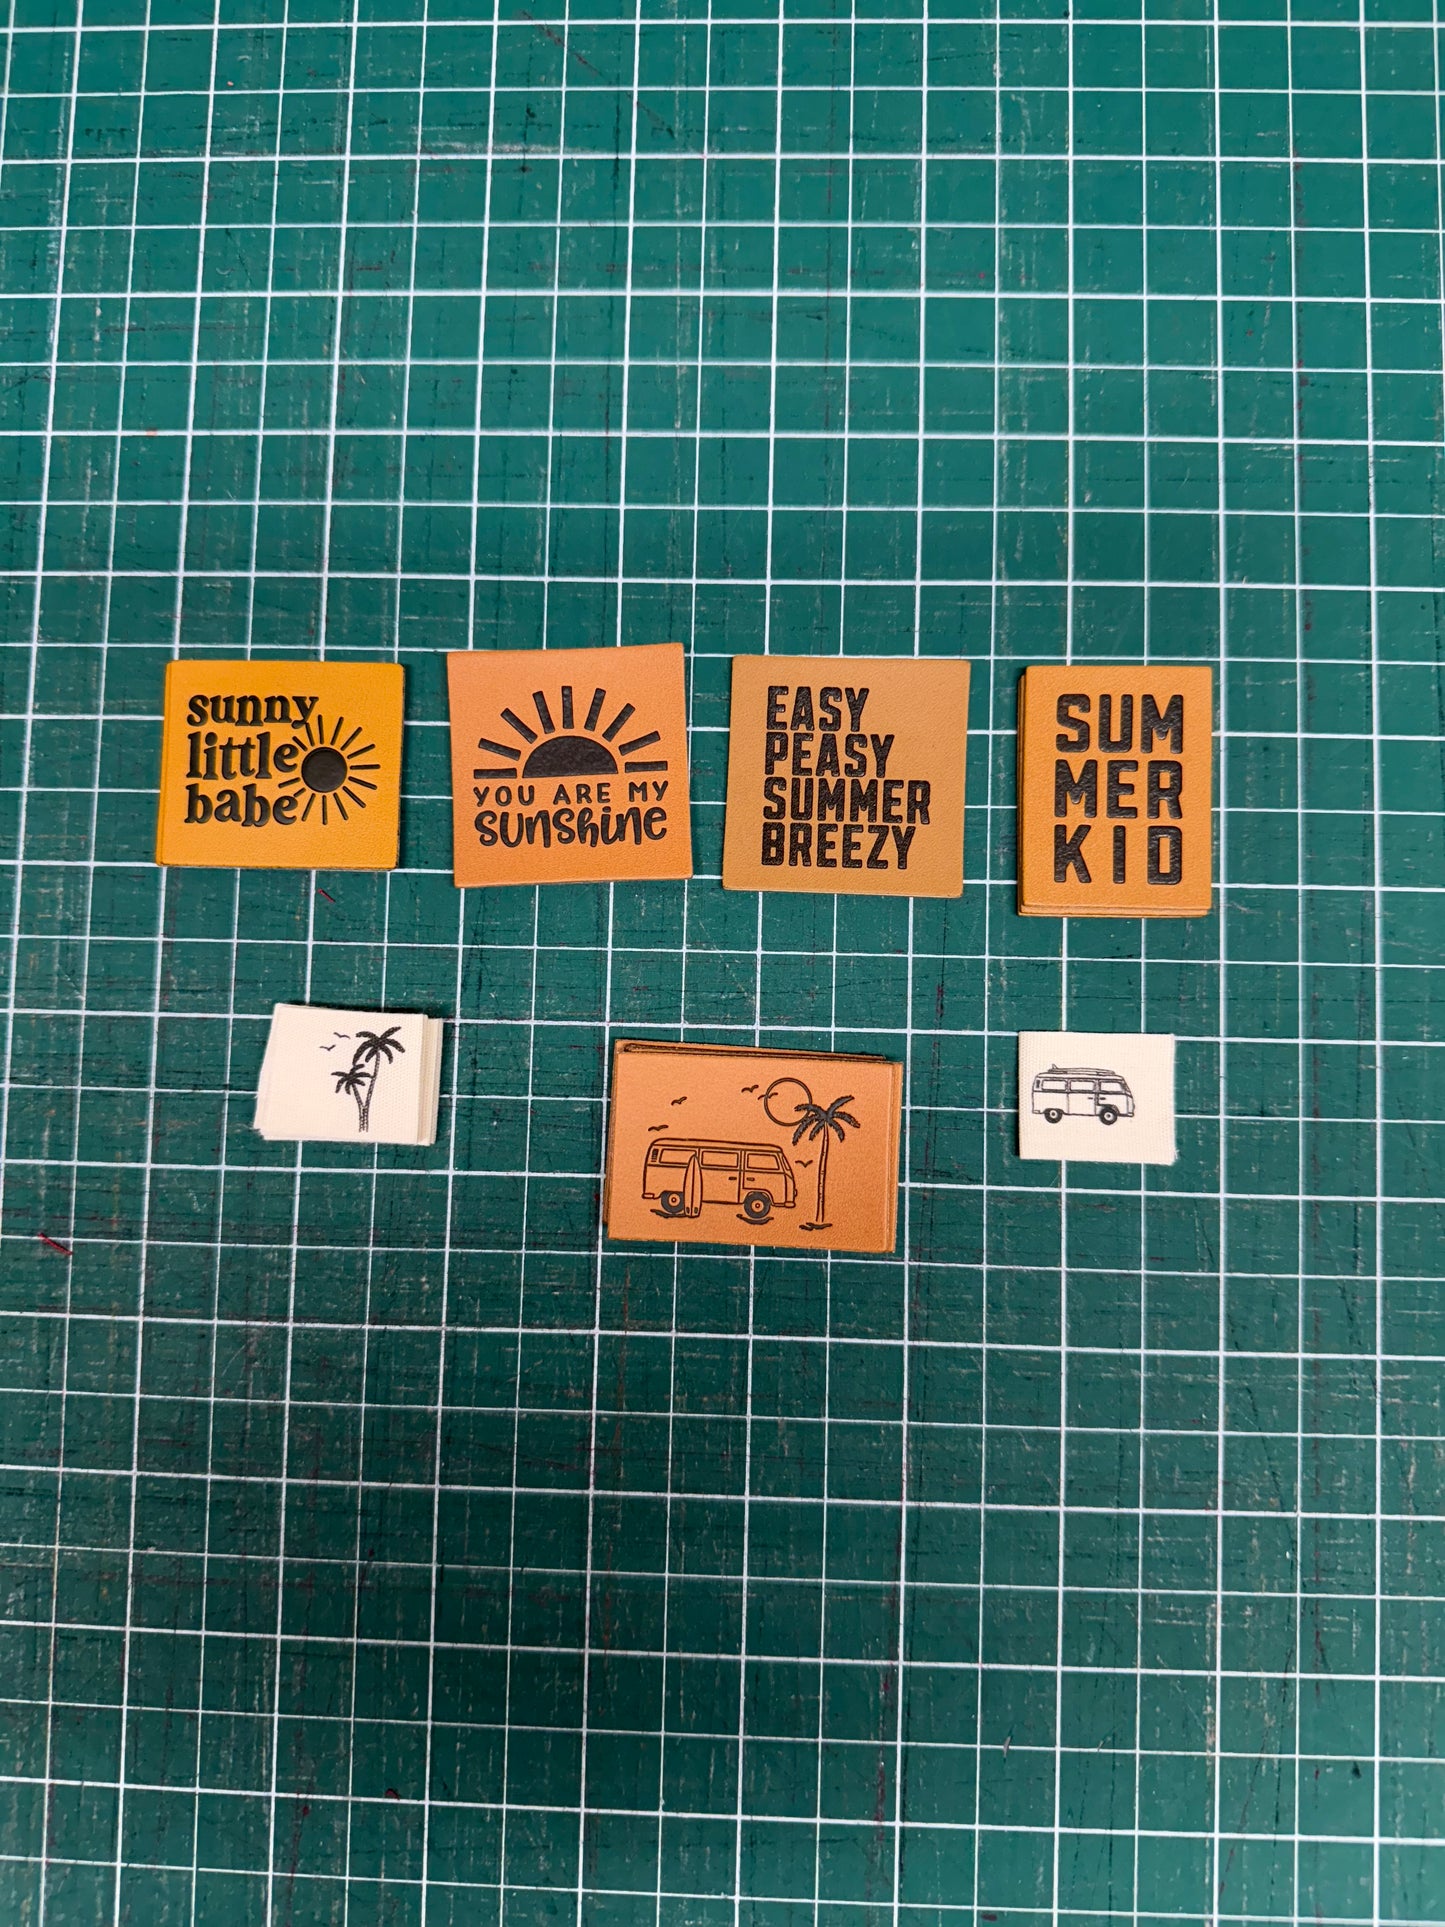 sunny
little
babe
YOU ARE MY
sunshine
EASY
PEASY
SUMMER
BREEZY
SUM
MER
KID